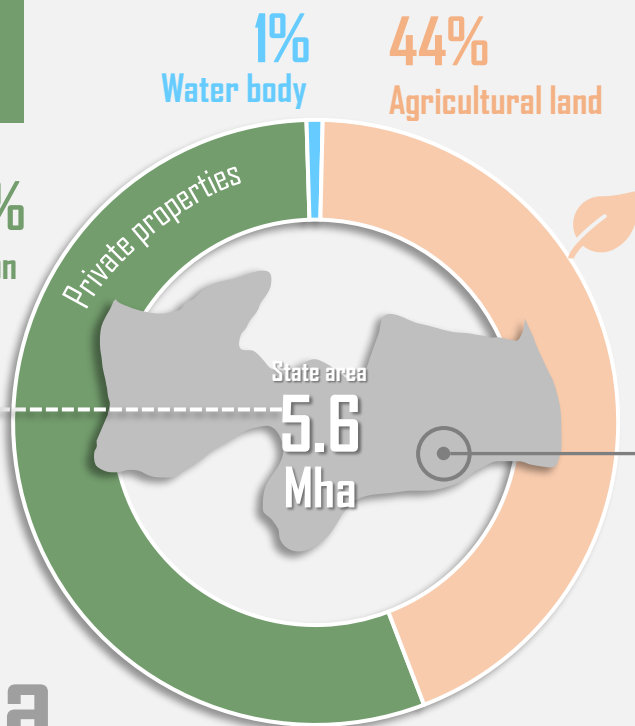 1%
Water body
44%
Agricultural land
%
Private properties
State area
5.6
Mha